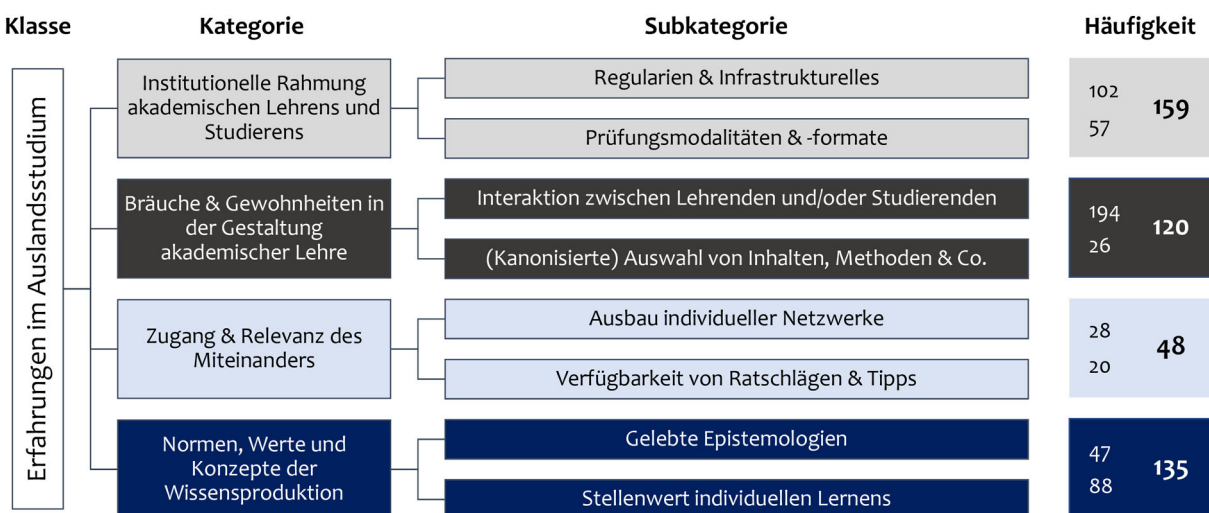 Klasse Kategorie Subkategorie Häufigkeit
Erfahrungen im Auslandsstudium
Institutionelle Rahmung
akademischen Lehrens und
Studierens
Regularien & Infrastrukturelles
Prüfungsmodalitäten & -formate
102
57
159
Bräuche & Gewohnheiten in
der Gestaltung
akademischer Lehre
Interaktion zwischen Lehrenden und/oder Studierenden
(Kanonisierte) Auswahl von Inhalten, Methoden & Co.
194
26
120
Zugang & Relevanz des
Miteinanders
Ausbau individueller Netzwerke
Verfügbarkeit von Ratschlägen & Tipps
28
20
48
Normen, Werte und
Konzepte der
Wissensproduktion
Gelebte Epistemologien
Stellenwert individuellen Lernens
47
88
135